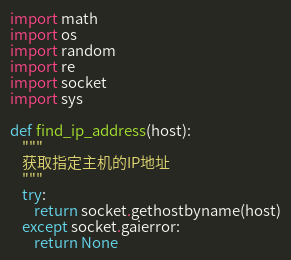 import math
import os
import random
import re
import socket
import sys

def find_ip_address(host):
    """
    获取指定主机的IP地址
    """
    try:
        return socket.gethostbyname(host)
    except socket.gaierror:
        return None